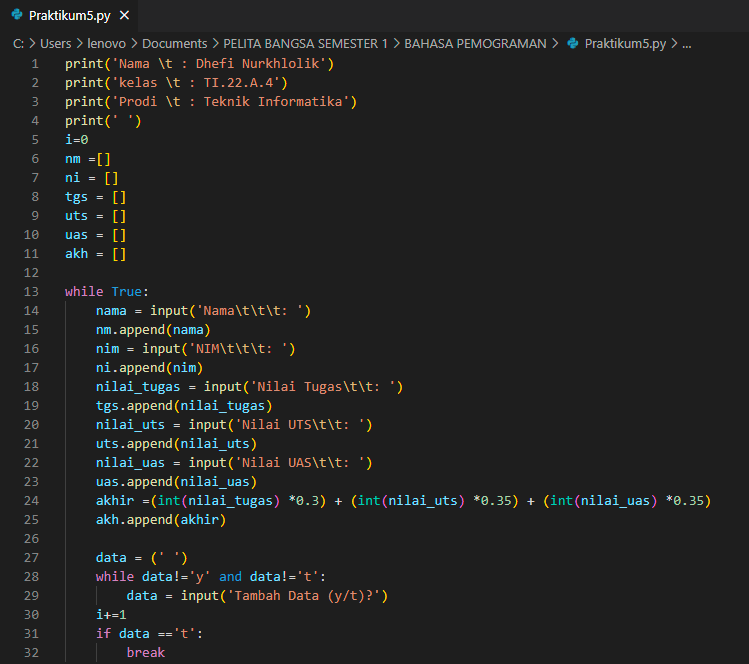 Praktikum5.py ×
C: > Users > lenovo > Documents > PELITA BANGSA SEMESTER 1 > BAHASA PEMOGRAMAN > Praktikum5.py > ...
1 print('Nama \t : Dhefi Nurkhlolik')
2 print('kelas \t : TI.22.A.4')
3 print('Prodi \t : Teknik Informatika')
4 print(' ')
5 i=0
6 nm =[]
7 ni = []
8 tgs = []
9 uts = []
10 uas = []
11 akh = []
12
13 while True:
14     nama = input('Nama\t\t\t: ')
15     nm.append(nama)
16     nim = input('NIM\t\t\t: ')
17     ni.append(nim)
18     nilai_tugas = input('Nilai Tugas\t\t: ')
19     tgs.append(nilai_tugas)
20     nilai_uts = input('Nilai UTS\t\t: ')
21     uts.append(nilai_uts)
22     nilai_uas = input('Nilai UAS\t\t: ')
23     uas.append(nilai_uas)
24     akhir =(int(nilai_tugas) *0.3) + (int(nilai_uts) *0.35) + (int(nilai_uas) *0.35)
25     akh.append(akhir)
26
27     data = (' ')
28     while data!='y' and data!='t':
29         data = input('Tambah Data (y/t)?')
30     i+=1
31     if data =='t':
32         break